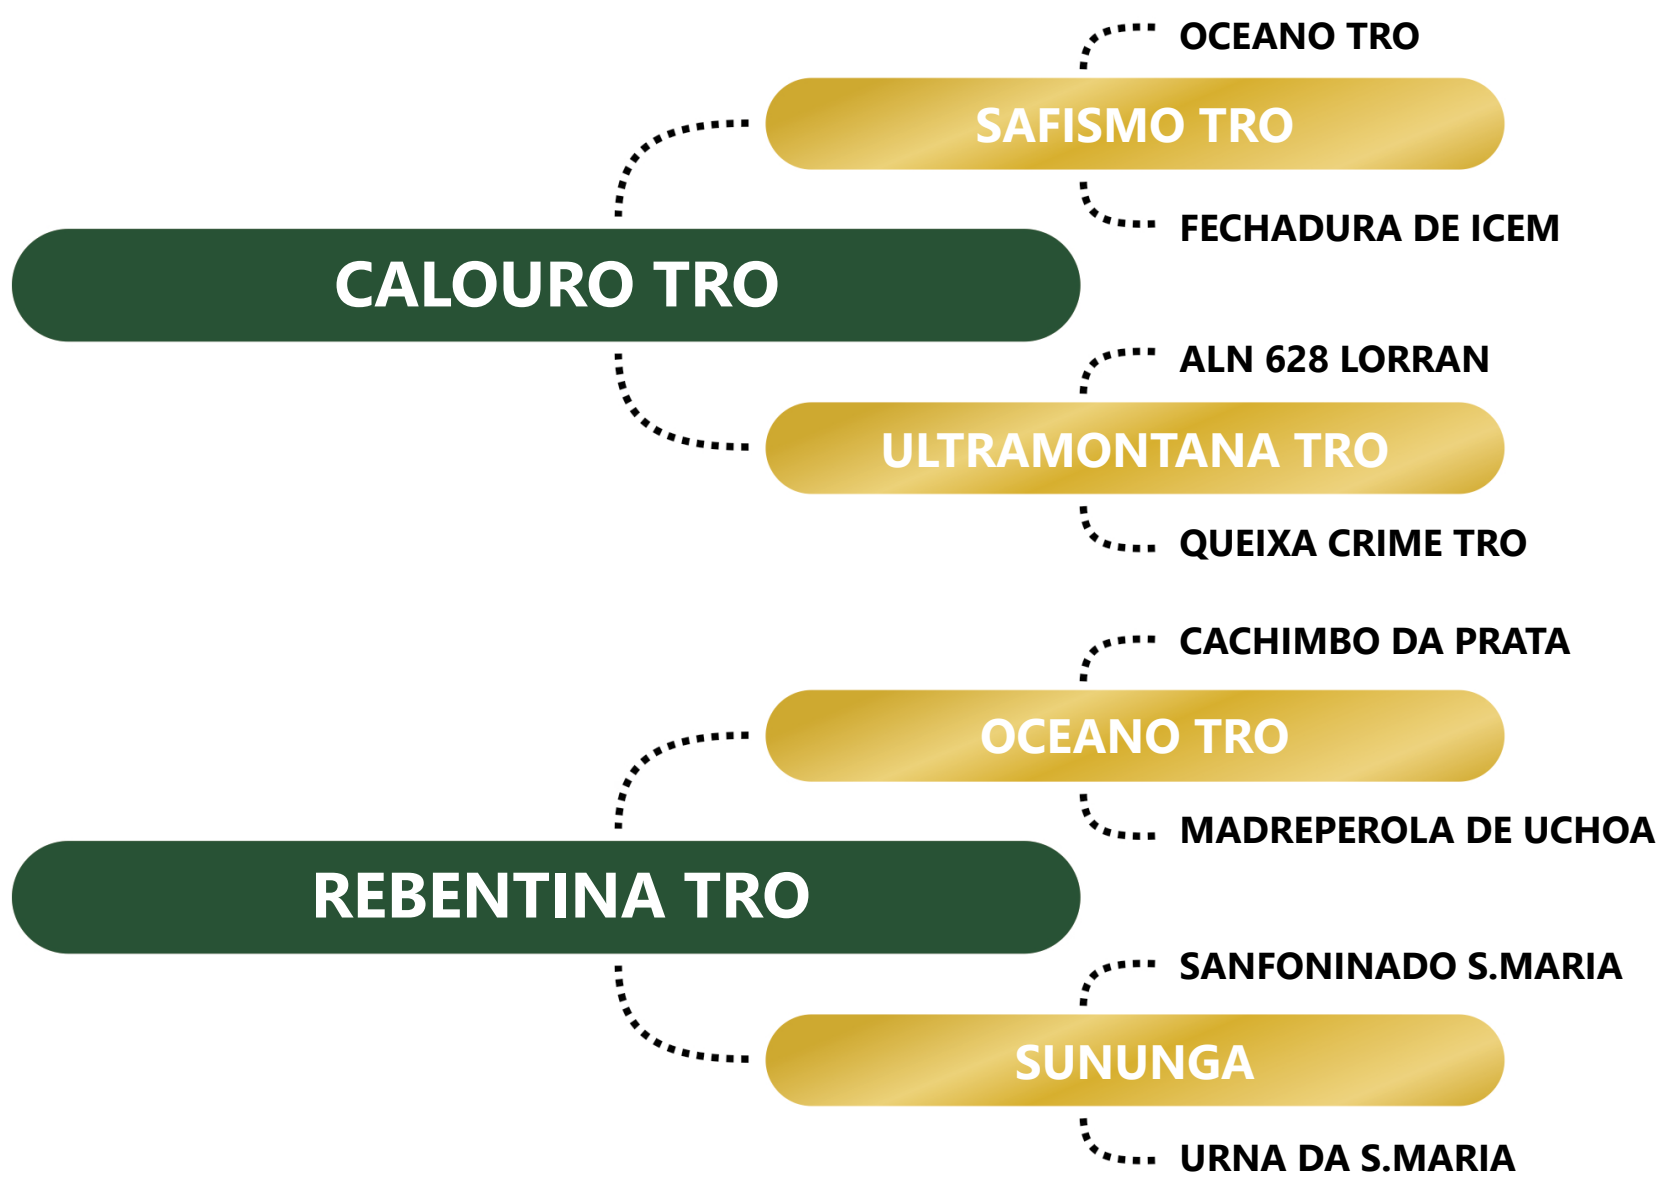 OCEANO TRO
SAFISMO TRO
FECHADURA DE ICEM
CALOURO TRO
ALN 628 LORRAN
ULTRAMONTANA TRO
QUEIXA CRIME TRO
CACHIMBO DA PRATA
OCEANO TRO
MADREPEROLA DE UCHOA
REBENTINA TRO
SANFONINADO S.MARIA
SUNUNGA
URNA DA S.MARIA